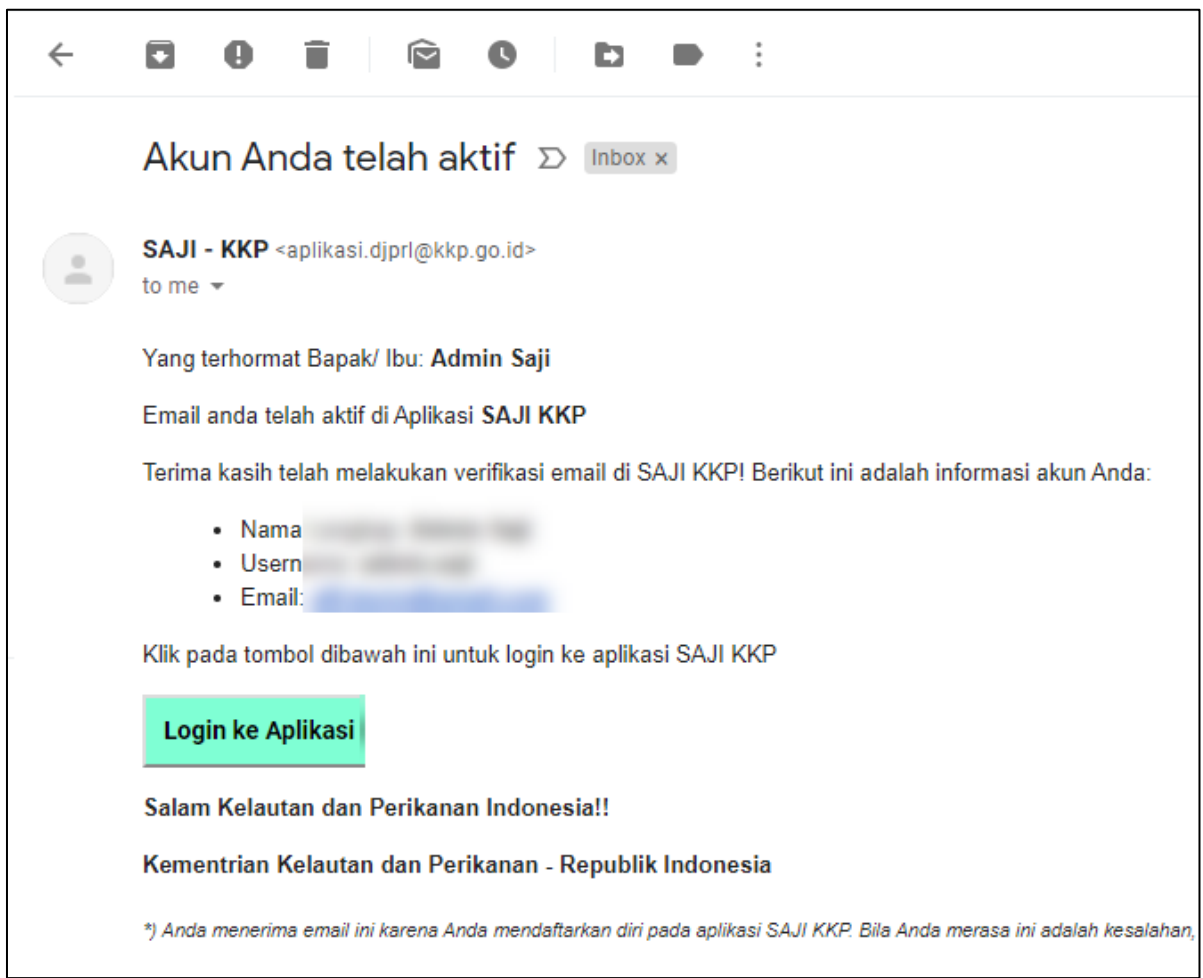 Akun Anda telah aktif Inbox x
SAJI - KKP <aplikasi.djprl@kkp.go.id>
to me
Yang terhormat Bapak/ Ibu: Admin Saji
Email anda telah aktif di Aplikasi SAJI KKP
Terima kasih telah melakukan verifikasi email di SAJI KKP! Berikut ini adalah informasi akun Anda:
• Nama
• Usern
• Email:
Klik pada tombol dibawah ini untuk login ke aplikasi SAJI KKP
Login ke Aplikasi
Salam Kelautan dan Perikanan Indonesia!!
Kementrian Kelautan dan Perikanan - Republik Indonesia
*) Anda menerima email ini karena Anda mendaftarkan diri pada aplikasi SAJI KKP. Bila Anda merasa ini adalah kesalahan,